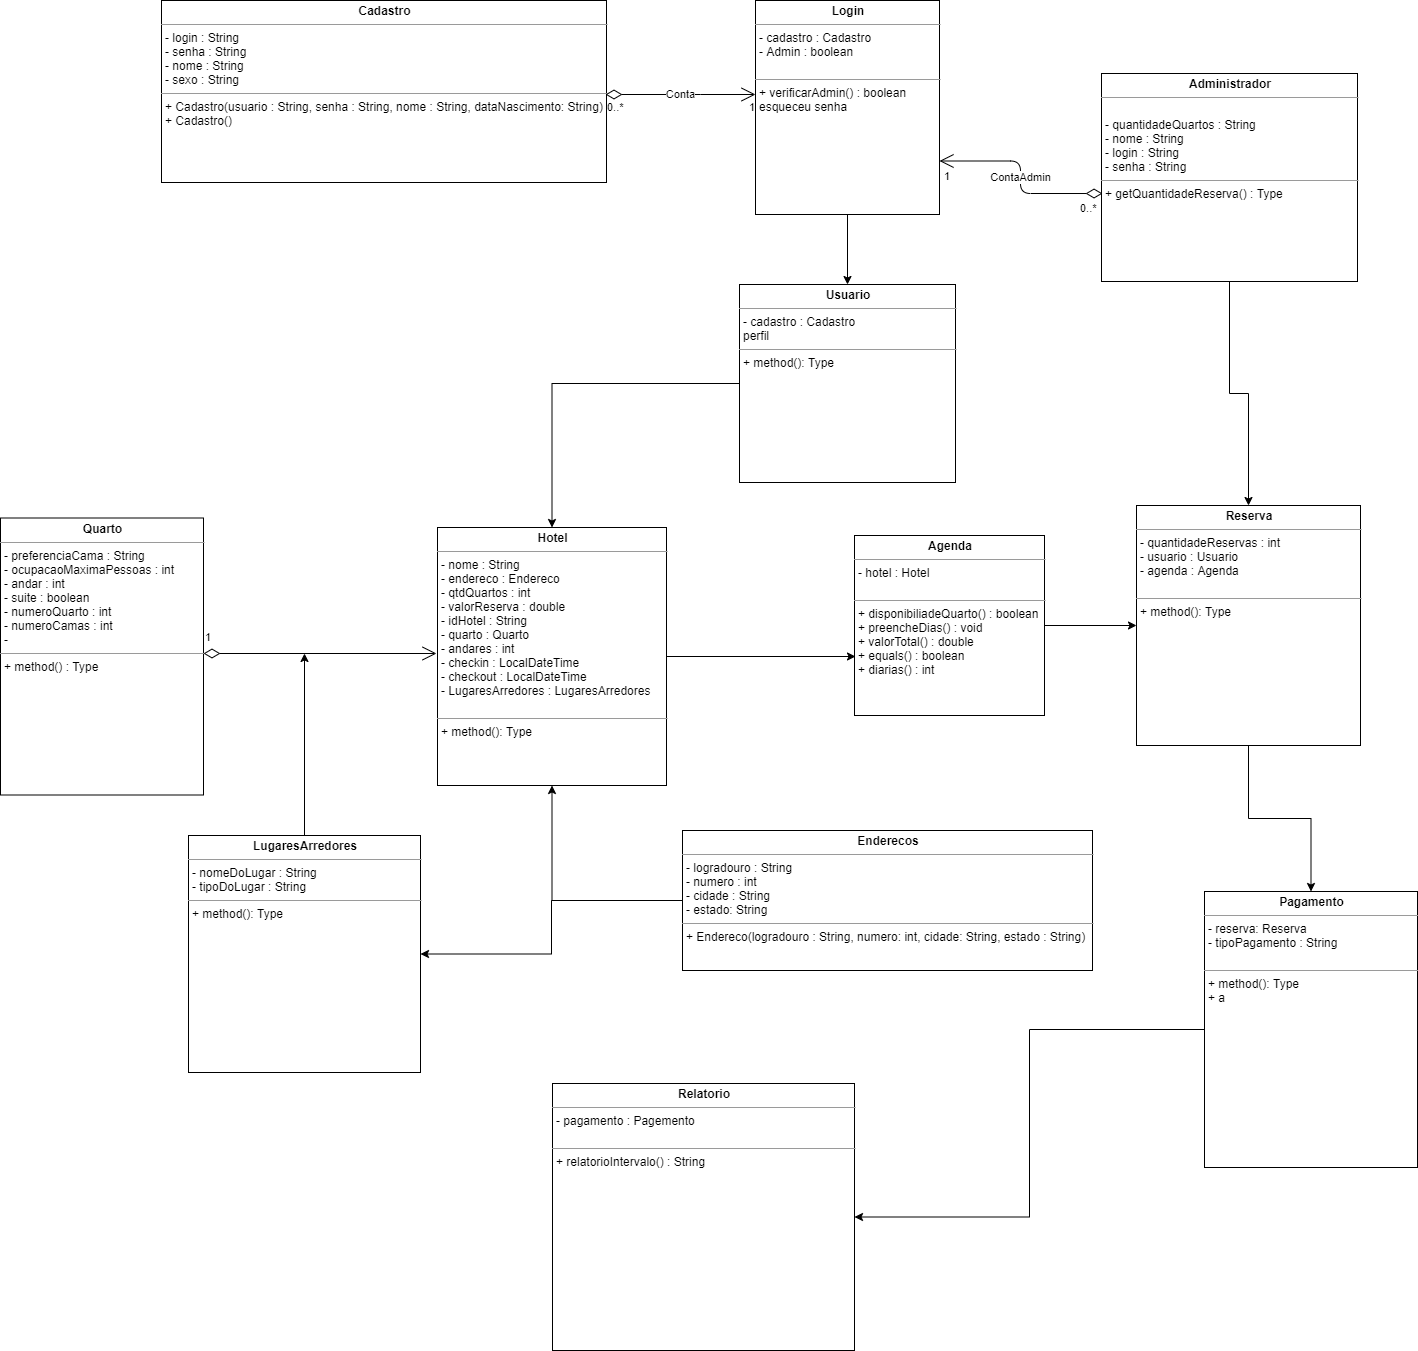 Cadastro
- login : String
- senha : String
- nome : String
- sexo : String
+ Cadastro(usuario : String, senha : String, nome : String, dataNascimento: String)
+ Cadastro()
0..*
Conta
1
Login
- cadastro : Cadastro
- Admin : boolean
+ verificarAdmin() : boolean
esqueceu senha
Administrador
- quantidadeQuartos : String
- nome : String
- login : String
- senha : String
+ getQuantidadeReserva() : Type
1
ContaAdmin
0..*
Usuario
- cadastro : Cadastro
perfil
+ method(): Type
Quarto
- preferenciaCama : String
- ocupacaoMaximaPessoas : int
- andar : int
- suite : boolean
- numeroQuarto : int
- numeroCamas : int
-
+ method() : Type
1
Hotel
- nome : String
- endereco : Endereco
- qtdQuartos : int
- valorReserva : double
- idHotel : String
- quarto : Quarto
- andares : int
- checkin : LocalDateTime
- checkout : LocalDateTime
- LugaresArredores : LugaresArredores
+ method(): Type
Agenda
- hotel : Hotel
+ disponibiliadeQuarto() : boolean
+ preencheDias() : void
+ valorTotal() : double
+ equals() : boolean
+ diarias() : int
Reserva
- quantidadeReservas : int
- usuario : Usuario
- agenda : Agenda
+ method(): Type
LugaresArredores
- nomeDoLugar : String
- tipoDoLugar : String
+ method(): Type
Enderecos
- logradouro : String
- numero : int
- cidade : String
- estado: String
+ Endereco(logradouro : String, numero: int, cidade: String, estado : String)
Pagamento
- reserva: Reserva
- tipoPagamento : String
+ method(): Type
+ a
Relatorio
- pagamento : Pagemento
+ relatorioIntervalo() : String